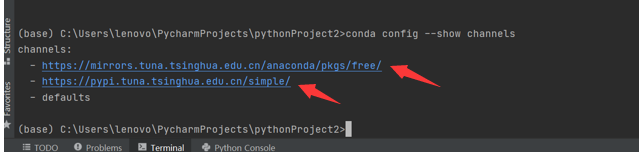 Structure
Favorites
(base) C:\Users\lenovo\PycharmProjects\pythonProject2>conda config --show channels
channels:
- https://mirrors.tuna.tsinghua.edu.cn/anaconda/pkgs/free/
- https://pypi.tuna.tsinghua.edu.cn/simple/
- defaults
(base) C:\Users\lenovo\PycharmProjects\pythonProject2>
TODO Problems Terminal Python Console